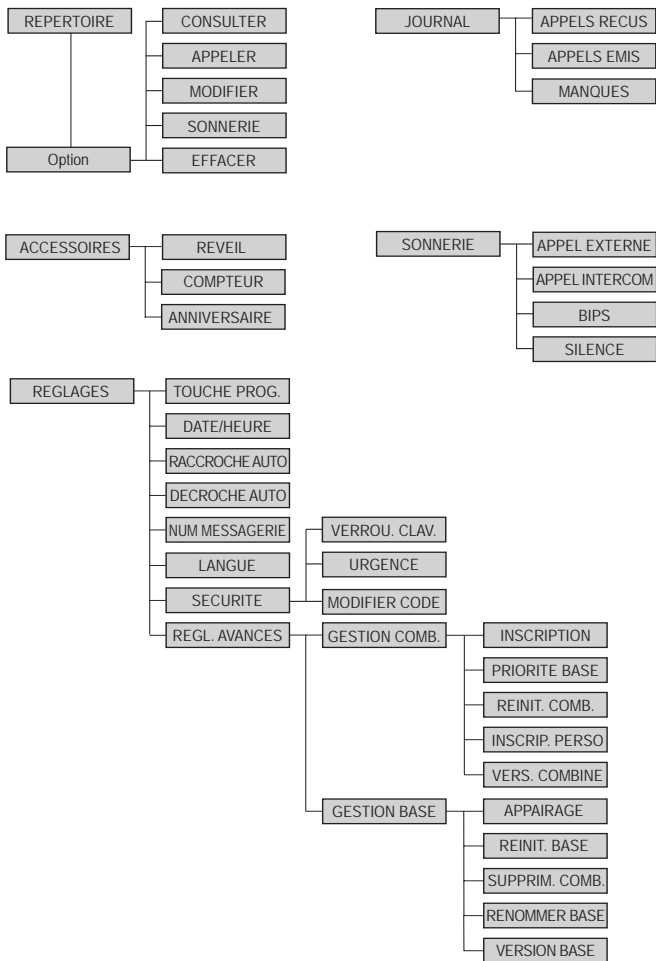 REPERTOIRE
CONSULTER
APPELER
MODIFIER
SONNERIE
Option
EFFACER
JOURNAL
APPELS RECUS
APPELS EMIS
MANQUES
ACCESSOIRES
REVEIL
COMPTEUR
ANNIVERSAIRE
SONNERIE
APPEL EXTERNE
APPEL INTERCOM
BIPS
SILENCE
REGLAGES
TOUCHE PROG.
DATE/HEURE
RACCROCHE AUTO
DECROCHE AUTO
NUM MESSAGERIE
LANGUE
SECURITE
VERROU. CLAV.
URGENCE
MODIFIER CODE
REGL. AVANCES
GESTION COMB.
INSCRIPTION
PRIORITE BASE
REINIT. COMB.
INSCRIP. PERSO
VERS. COMBINE
GESTION BASE
APPAIRAGE
REINIT. BASE
SUPPRIM. COMB.
RENOMMER BASE
VERSION BASE